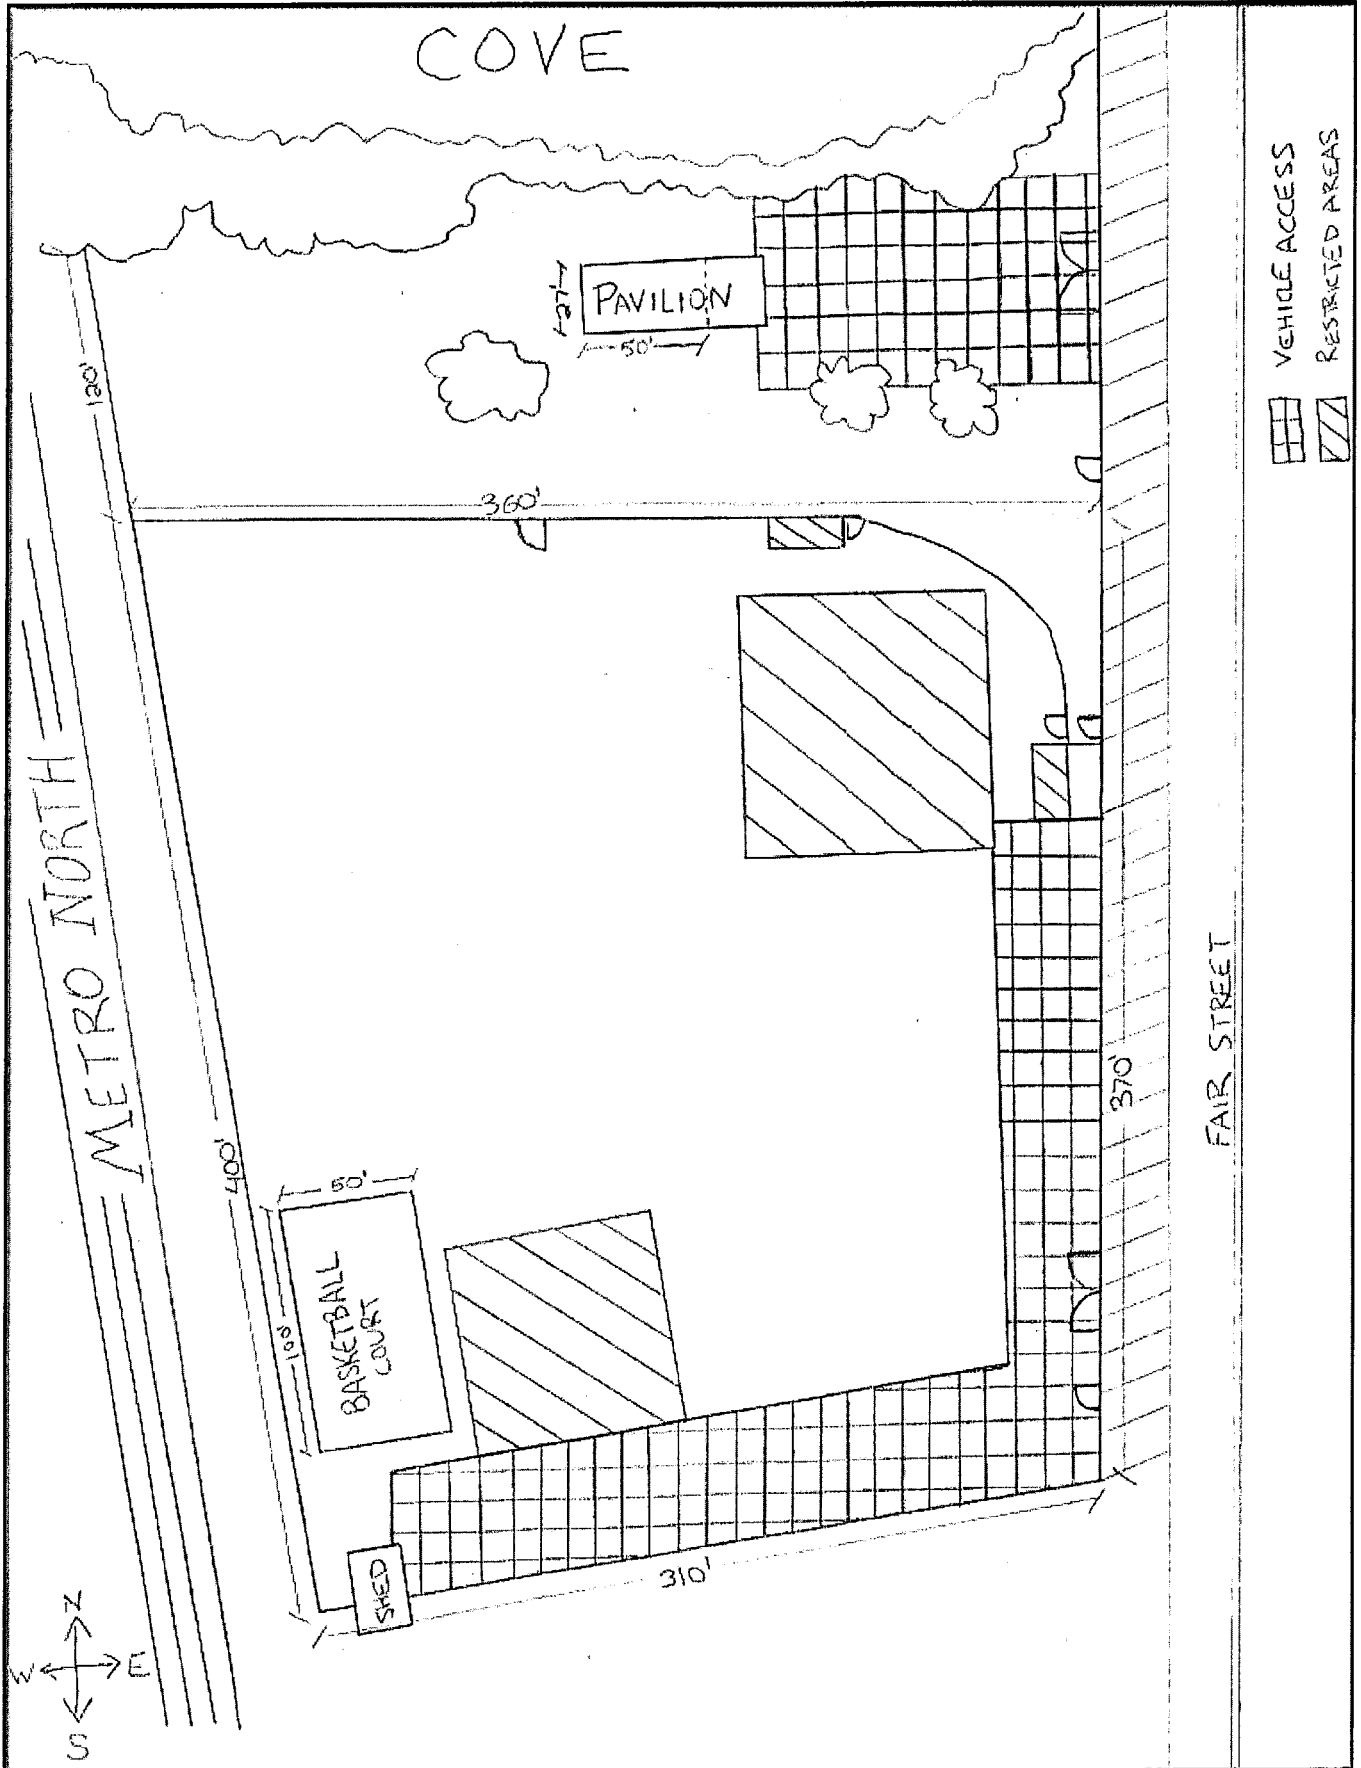 COVE
120'
27'
PAVILION
50'
360'
METRO NORTH
400'
50'
100'
BASKETBALL
COURT
370'
310'
SHED
FAIR STREET
VEHICLE ACCESS
RESTRICTED AREAS
N
W
E
S